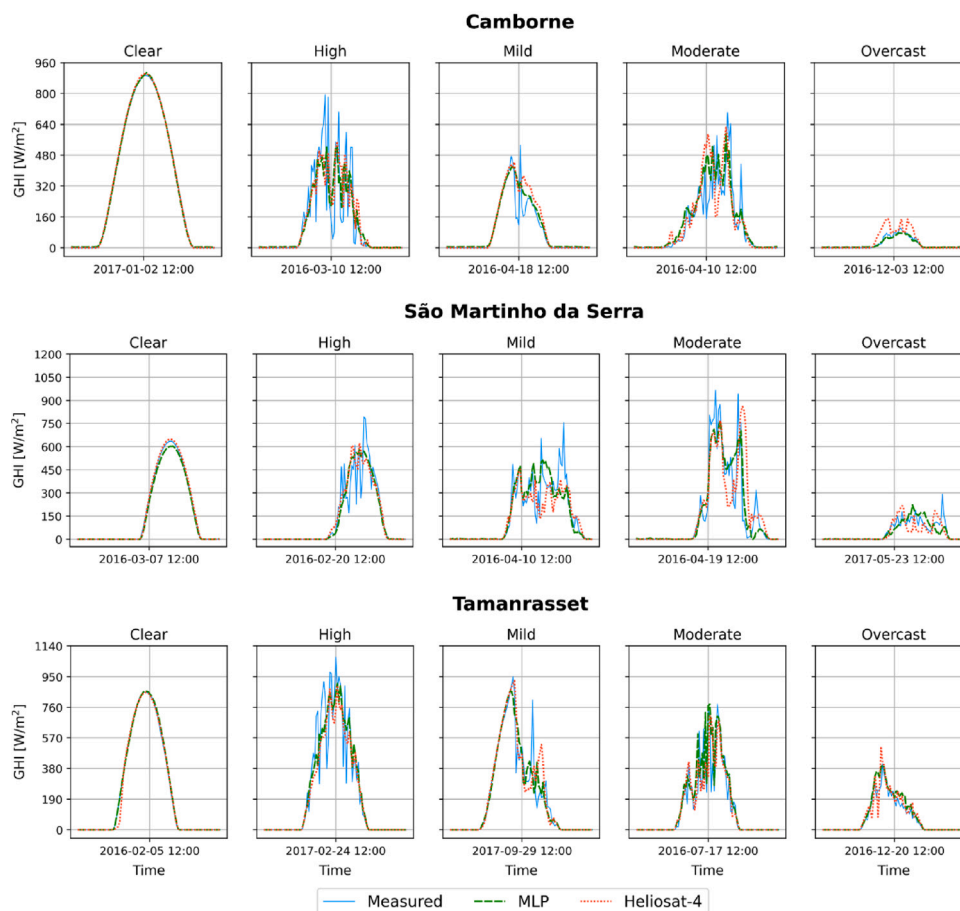 Camborne
Clear High Mild Moderate Overcast
GHI [W/m²]
960
800
640
480
320
160
0
2017-01-02 12:00 2016-03-10 12:00 2016-04-18 12:00 2016-04-10 12:00 2016-12-03 12:00
São Martinho da Serra
Clear High Mild Moderate Overcast
GHI [W/m²]
1200
1050
900
750
600
450
300
150
0
2016-03-07 12:00 2016-02-20 12:00 2016-04-10 12:00 2016-04-19 12:00 2017-05-23 12:00
Tamanrasset
Clear High Mild Moderate Overcast
GHI [W/m²]
1140
950
760
570
380
190
0
2016-02-05 12:00 2017-02-24 12:00 2017-09-29 12:00 2016-07-17 12:00 2016-12-20 12:00
Time Time Time Time Time
Measured MLP Heliosat-4